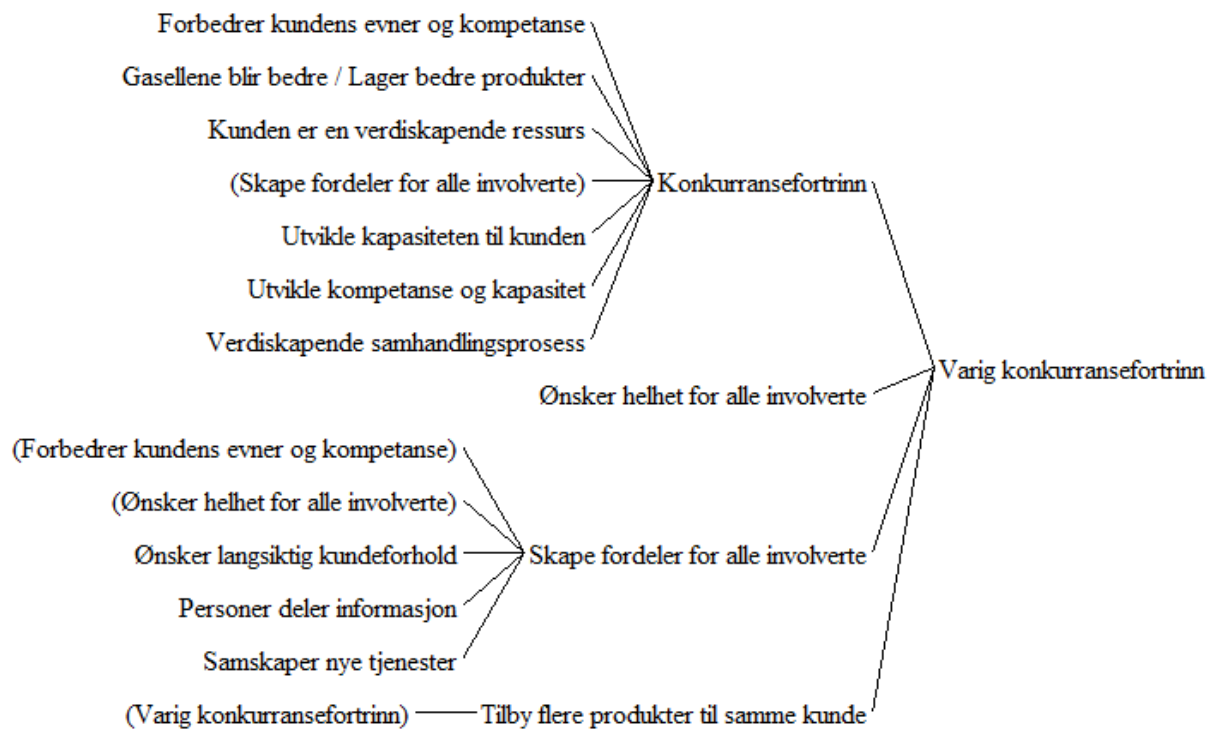 Forbedrer kundens evner og kompetanse
Gasellene blir bedre / Lager bedre produkter
Kunden er en verdiskapende ressurs
(Skape fordeler for alle involverte)
Konkurransefortrinn
Utvikle kapasiteten til kunden
Utvikle kompetanse og kapasitet
Verdiskapende samhandlingsprosess
Varig konkurransefortrinn
Ønsker helhet for alle involverte
(Forbedrer kundens evner og kompetanse)
(Ønsker helhet for alle involverte)
Ønsker langsiktig kundeforhold
Skape fordeler for alle involverte
Personer deler informasjon
Samskaper nye tjenester
(Varig konkurransefortrinn)
Tilby flere produkter til samme kunde